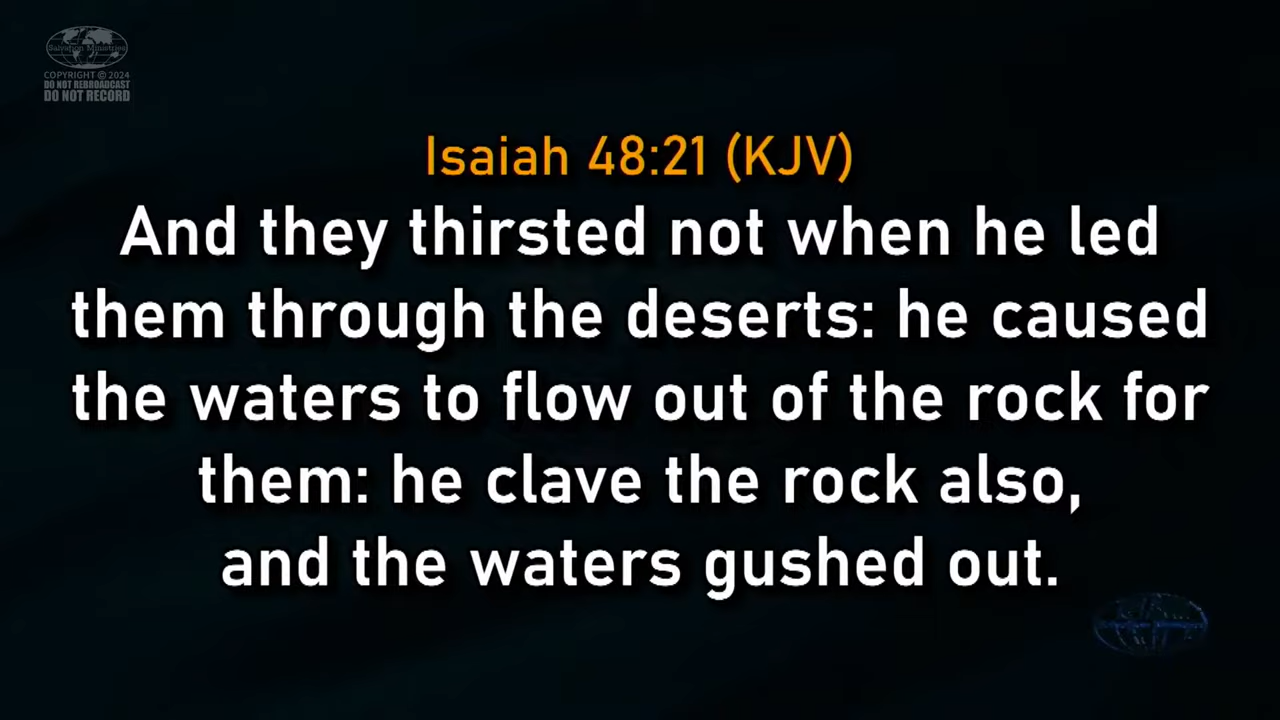 Salvation Ministries
COPYRIGHT © 2024
DO NOT REBROADCAST
DO NOT RECORD
Isaiah 48:21 (KJV)
And they thirsted not when he led
them through the deserts: he caused
the waters to flow out of the rock for
them: he clave the rock also,
and the waters gushed out.